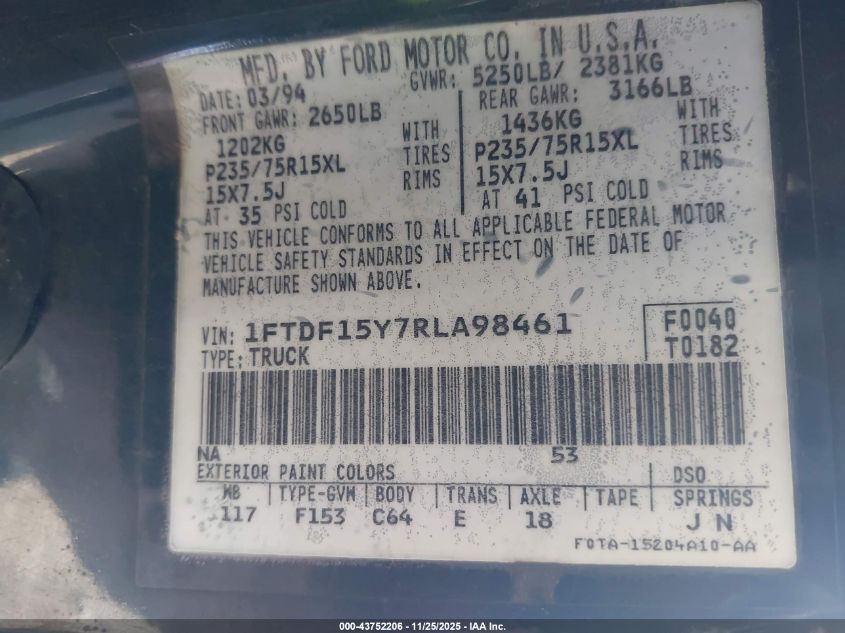 MFD. BY FORD MOTOR CO. IN U.S.A.
DATE: 03/94 GVWR: 5250LB/ 2381KG
FRONT GAWR: 2650LB REAR GAWR: 3166LB
1202KG WITH 1436KG WITH
P235/75R15XL TIRES P235/75R15XL TIRES
15X7.5J RIMS 15X7.5J RIMS
AT 35 PSI COLD AT 41 PSI COLD
THIS VEHICLE CONFORMS TO ALL APPLICABLE FEDERAL MOTOR
VEHICLE SAFETY STANDARDS IN EFFECT ON THE DATE OF
MANUFACTURE SHOWN ABOVE.
VIN: 1FTDF15Y7RLA98461 F0040
TYPE: TRUCK T0182
NA 53
EXTERIOR PAINT COLORS DSO
WB TYPE-GVW BODY TRANS AXLE TAPE SPRINGS
117 F153 C64 E 18 J N
F0TA-15204A10-AA
000-43752206 - 11/25/2025 - IAA Inc.